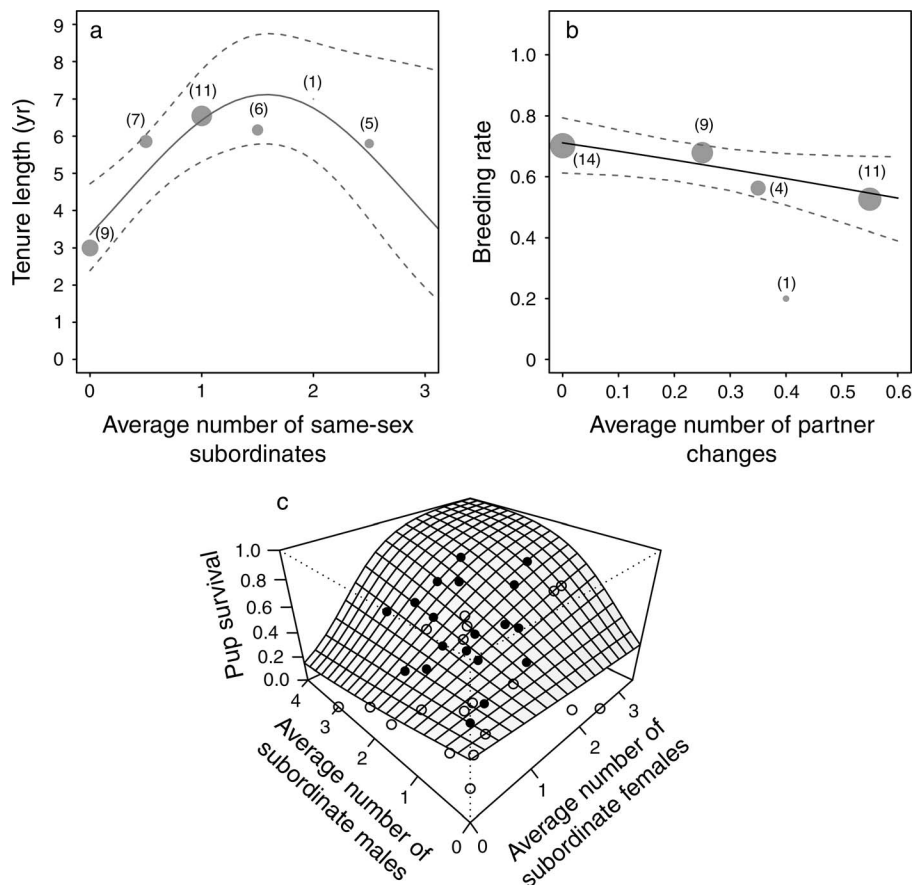 a
9
8
7
6
5
4
3
2
1
0
Tenure length (yr)
(9)
(7)
(11)
(6)
(1)
(5)
0 1 2 3
Average number of same-sex
subordinates
b
1.0
0.8
0.6
0.4
0.2
0
Breeding rate
(14)
(9)
(4)
(1)
(11)
0 0.1 0.2 0.3 0.4 0.5 0.6
Average number of partner
changes
c
1.0
0.8
0.6
0.4
0.2
0.0
Pup survival
4
3
2
1
0
Average number of
subordinate males
0
1
2
3
Average number of
subordinate females